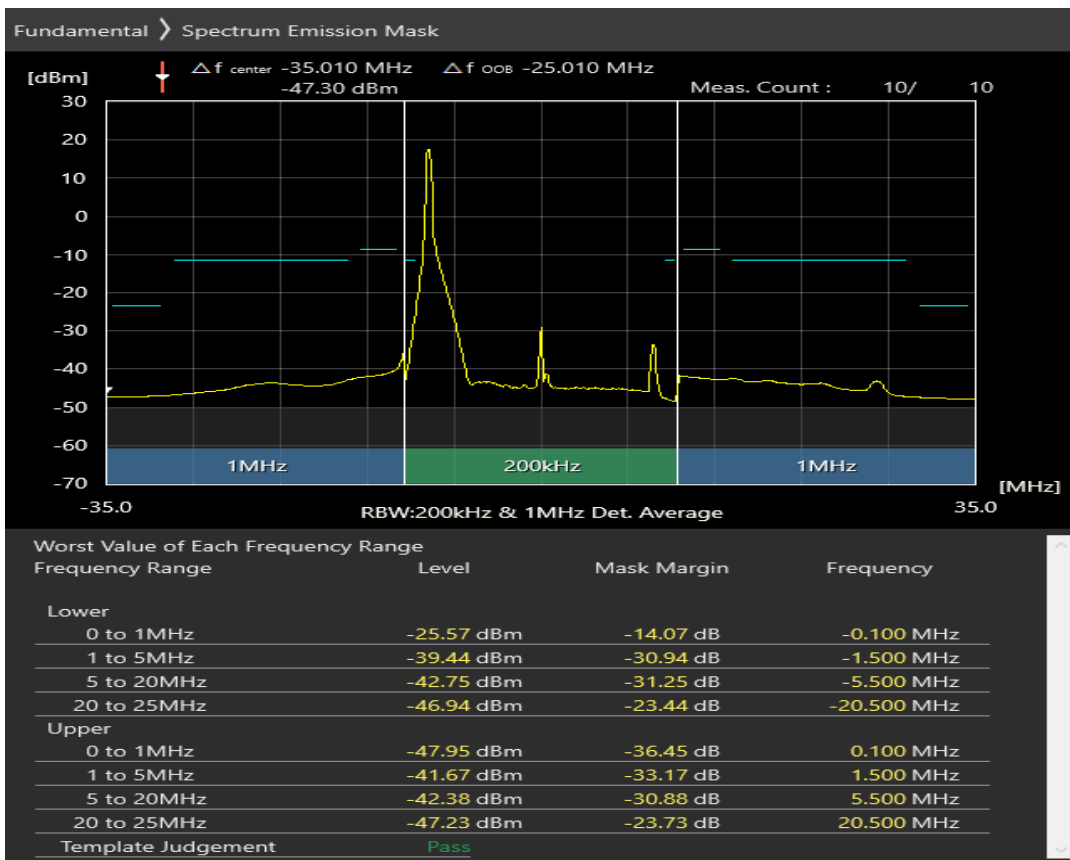 Fundamental ❯ Spectrum Emission Mask
[dBm]
△f center -35.010 MHz △f OOB -25.010 MHz
-47.30 dBm
Meas. Count : 10/ 10
30
20
10
0
-10
-20
-30
-40
-50
-60
-70
1MHz 200kHz 1MHz
[MHz]
-35.0 RBW:200kHz & 1MHz Det. Average 35.0
Worst Value of Each Frequency Range
Frequency Range Level Mask Margin Frequency
Lower
0 to 1MHz -25.57 dBm -14.07 dB -0.100 MHz
1 to 5MHz -39.44 dBm -30.94 dB -1.500 MHz
5 to 20MHz -42.75 dBm -31.25 dB -5.500 MHz
20 to 25MHz -46.94 dBm -23.44 dB -20.500 MHz
Upper
0 to 1MHz -47.95 dBm -36.45 dB 0.100 MHz
1 to 5MHz -41.67 dBm -33.17 dB 1.500 MHz
5 to 20MHz -42.38 dBm -30.88 dB 5.500 MHz
20 to 25MHz -47.23 dBm -23.73 dB 20.500 MHz
Template Judgement Pass